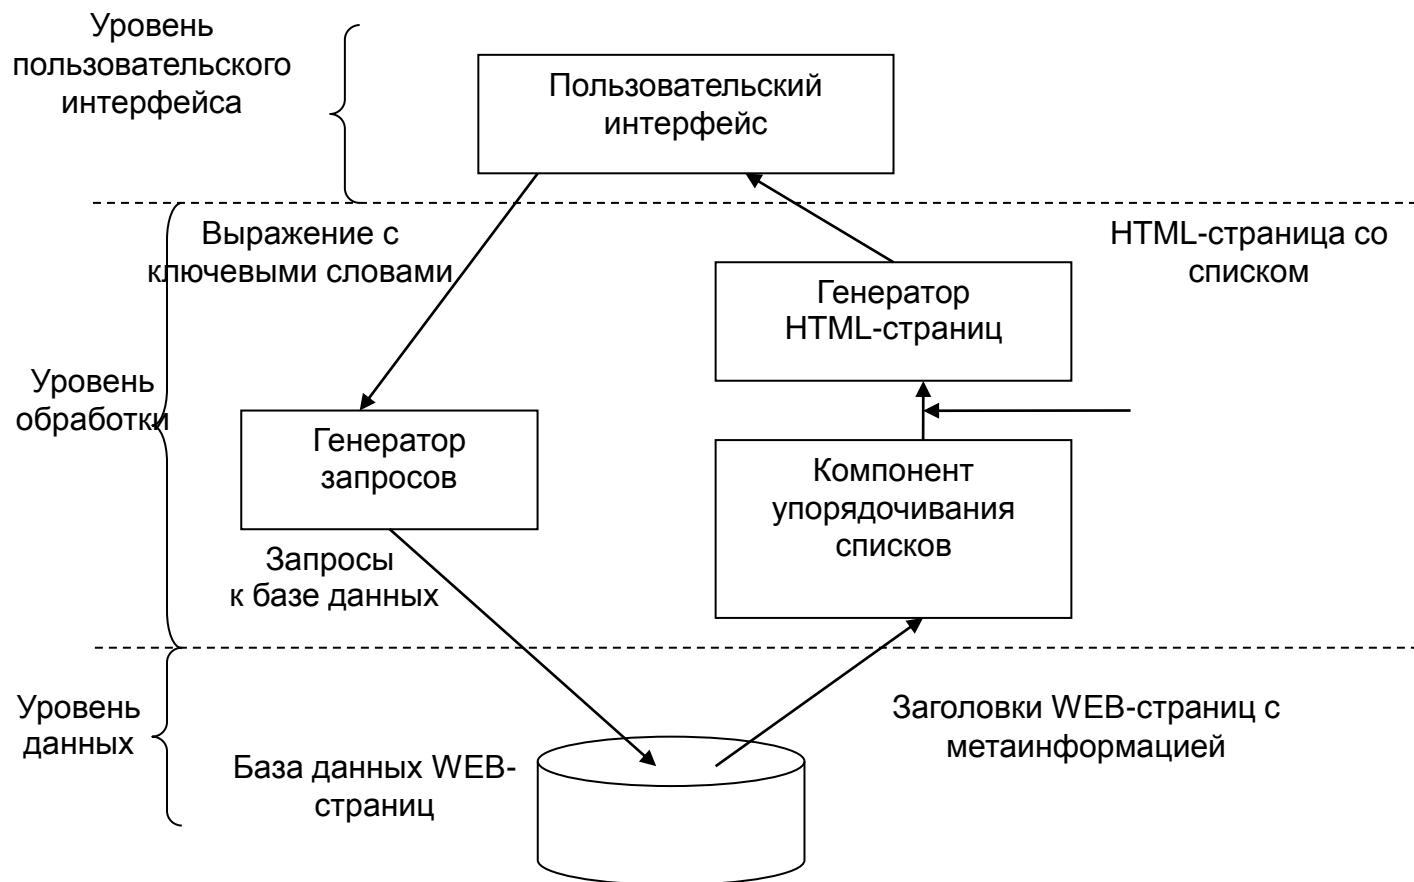 Уровень
пользовательского
интерфейса
Пользовательский
интерфейс
Выражение с
ключевыми словами
HTML-страница со
списком
Генератор
HTML-страниц
Уровень
обработки
Генератор
запросов
Компонент
упорядочивания
списков
Запросы
к базе данных
Уровень
данных
База данных WEB-
страниц
Заголовки WEB-страниц с
метаинформацией